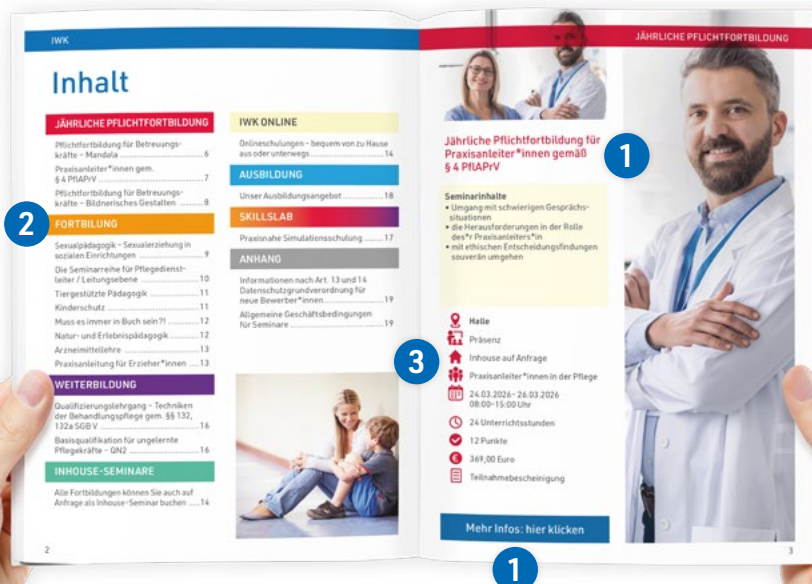 IWK
Inhalt
JÄHRLICHE PFLICHTFORTBILDUNG
Pflichtfortbildung für Betreuungs-
kräfte – Mandala ........ 6
Praxisanleiter*innen gem.
§ 4 PflAPrV ........ 7
Pflichtfortbildung für Betreuungs-
kräfte – Bildnerisches Gestalten ........ 8
2
FORTBILUNG
Sexualpädagogik – Sexualerziehung in
sozialen Einrichtungen ........ 9
Die Seminarreihe für Pflegedienst-
leiter / Leitungsebene ........ 10
Tiergestützte Pädagogik ........ 11
Kinderschutz ........ 11
Muss es immer in Buch sein?! ........ 12
Natur- und Erlebnispädagogik ........ 12
Arzneimittellehre ........ 13
Praxisanleitung für Erzieher*innen .... 13
WEITERBILDUNG
Qualifizierungslehrgang – Techniken
der Behandlungspflege gem. §§ 132,
132a SGB V ........ 16
Basisqualifikation für ungelernte
Pflegekräfte – QN2 ........ 16
INHOUSE-SEMINARE
Alle Fortbildungen können Sie auch auf
Anfrage als Inhouse-Seminar buchen ..... 14
2
IWK ONLINE
Onlineschulungen – bequem von zu Hause
aus oder unterwegs ........ 14
AUSBILDUNG
Unser Ausbildungsangebot ........ 18
SKILLSLAB
Praxisnahe Simulationsschulung ........ 17
ANHANG
Informationen nach Art. 13 und 14
Datenschutzgrundverordnung für
neue Bewerber*innen ........ 19
Allgemeine Geschäftsbedingungen
für Seminare ........ 19
JÄHRLICHE PFLICHTFORTBILDUNG
Jährliche Pflichtfortbildung für
Praxisanleiter*innen gemäß
§ 4 PflAPrV
1
Seminarinhalte
• Umgang mit schwierigen Gesprächs-
situationen
• die Herausforderungen in der Rolle
des*r Praxisanleiters*in
• mit ethischen Entscheidungsfindungen
souverän umgehen
3
Halle
Präsenz
Inhouse auf Anfrage
Praxisanleiter*innen in der Pflege
24.03.2026– 26.03.2026
08:00–15:00 Uhr
24 Unterrichtsstunden
12 Punkte
369,00 Euro
Teilnahmebescheinigung
Mehr Infos: hier klicken
1
3